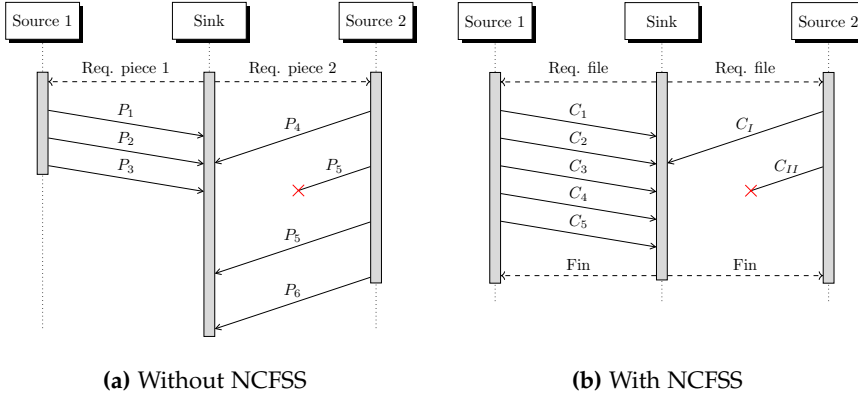 Source 1 Sink Source 2
Req. piece 1 Req. piece 2
P1
P4
P2
P3
P5
P5
P6
(a) Without NCFSS
Source 1 Sink Source 2
Req. file Req. file
C1
CI
C2
C3
CII
C4
C5
Fin Fin
(b) With NCFSS